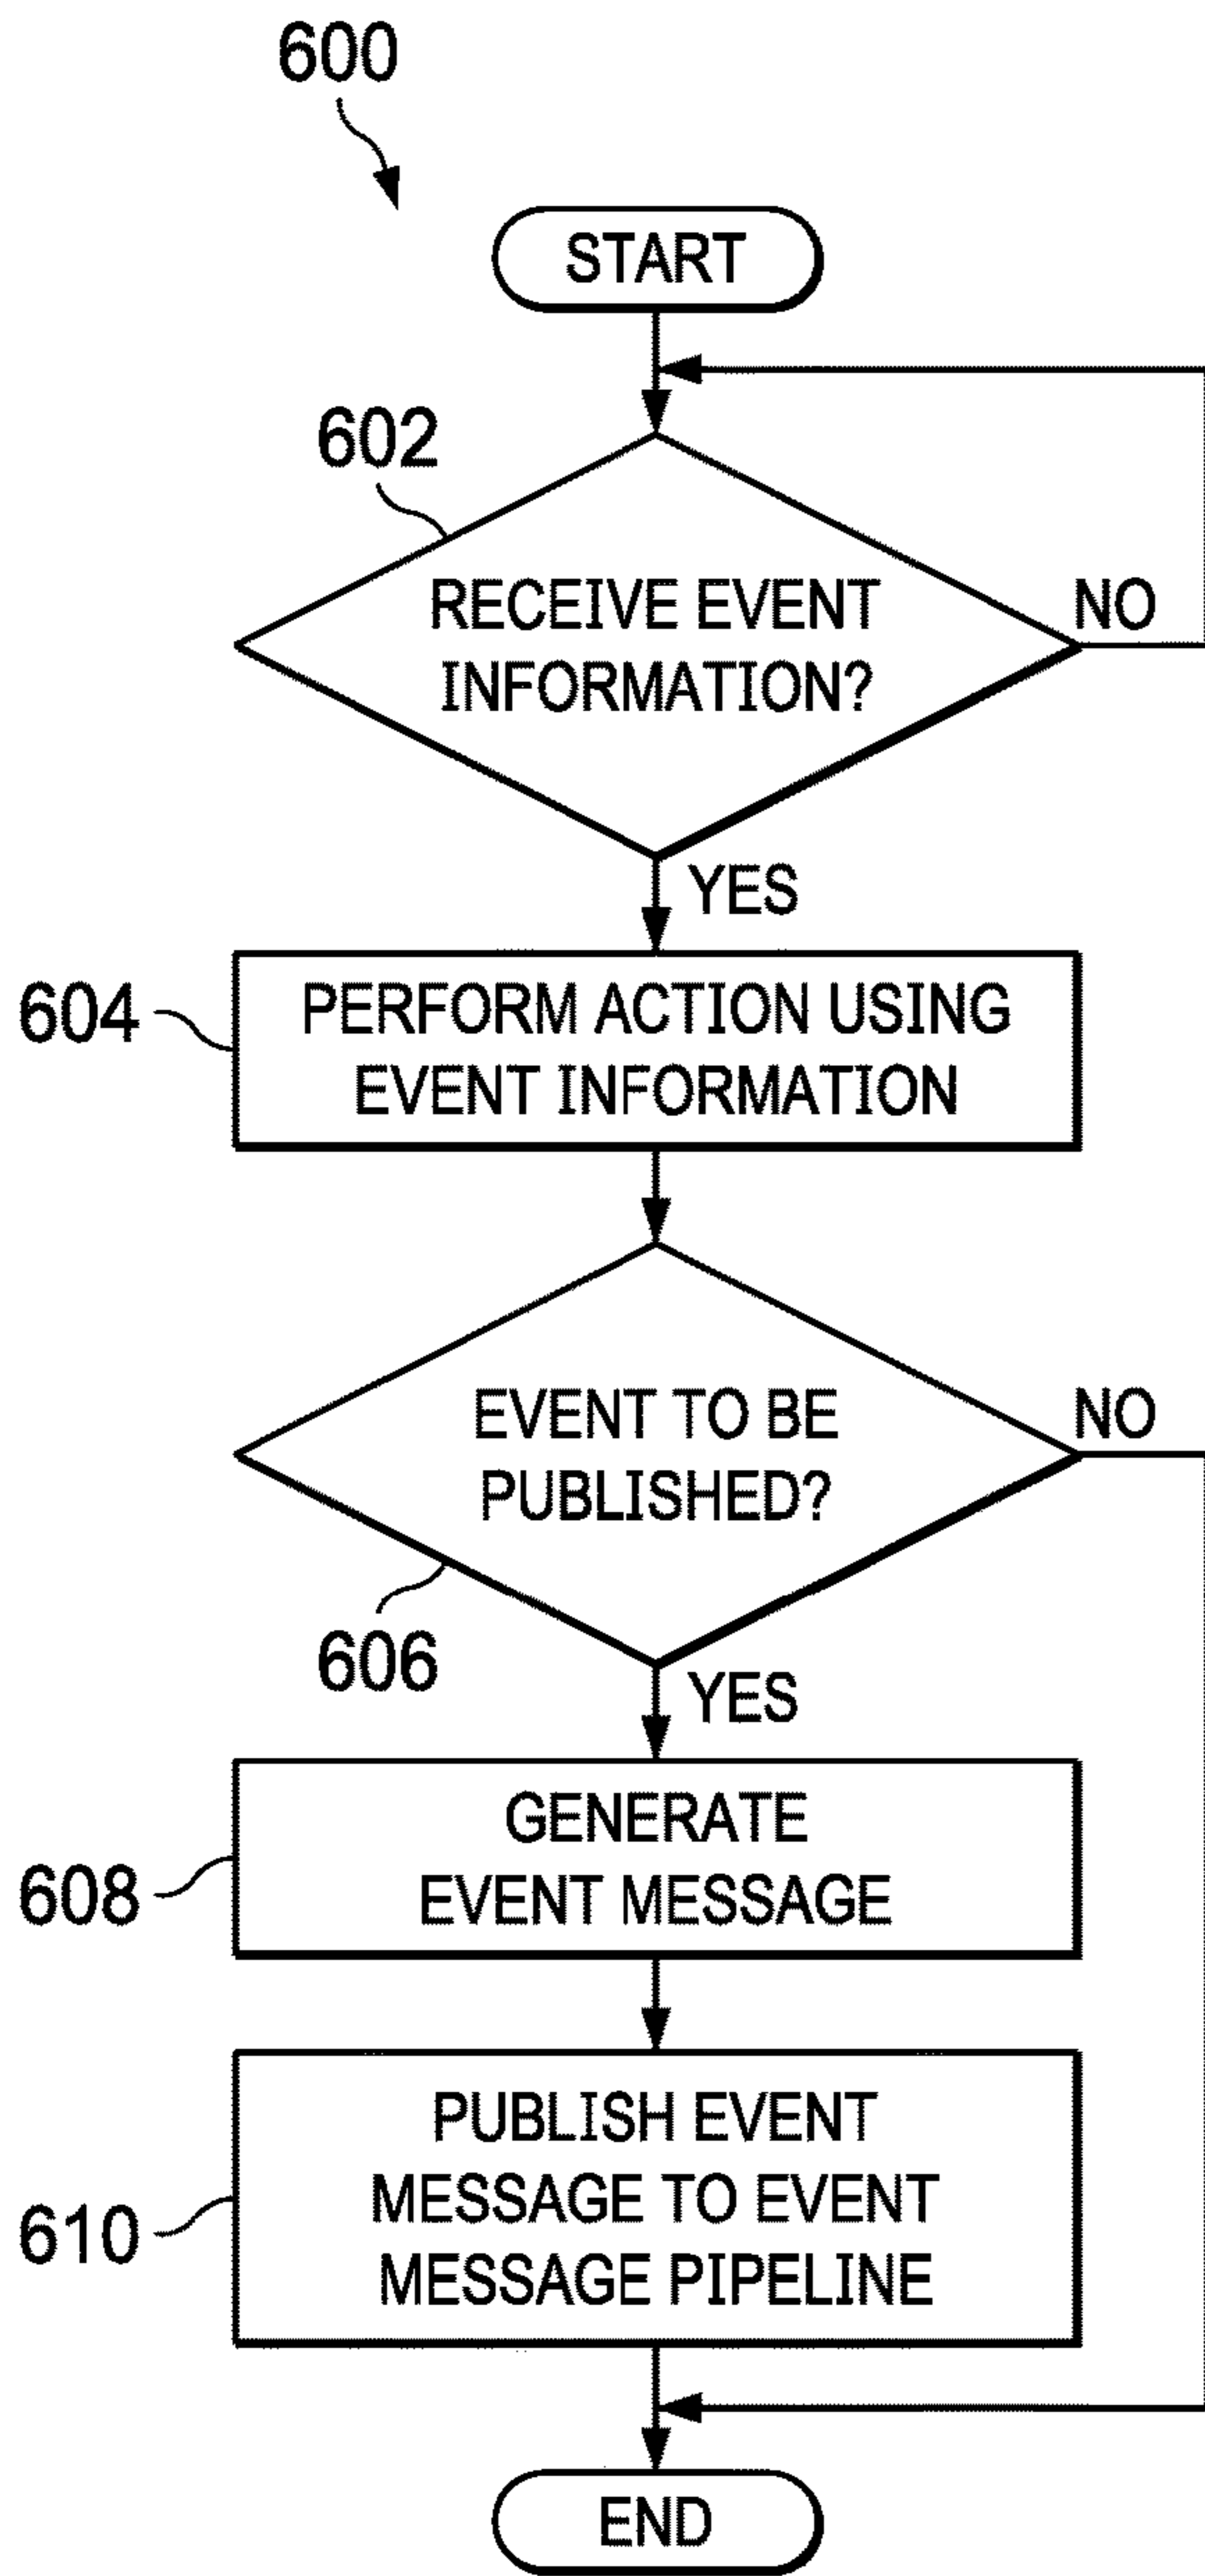 600
START
602
RECEIVE EVENT
INFORMATION?
NO
YES
604
PERFORM ACTION USING
EVENT INFORMATION
EVENT TO BE
PUBLISHED?
NO
606
YES
608
GENERATE
EVENT MESSAGE
610
PUBLISH EVENT
MESSAGE TO EVENT
MESSAGE PIPELINE
END